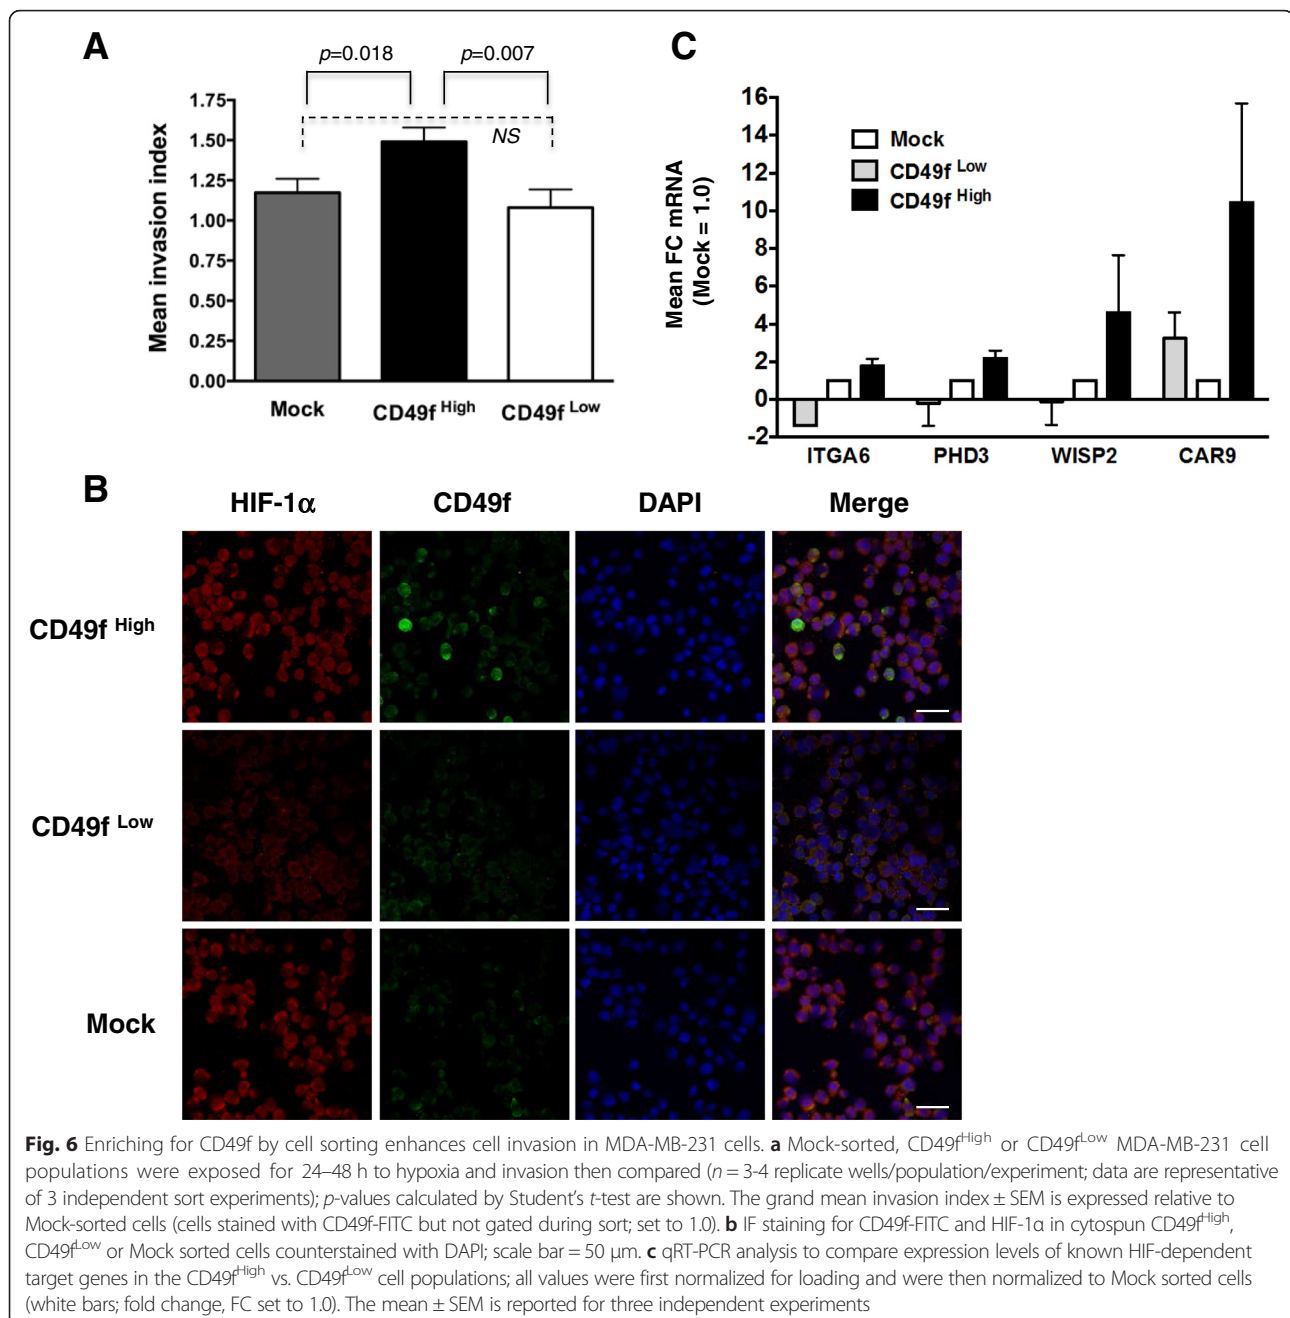 A
p=0.018
p=0.007
NS
Mean invasion index
1.75
1.50
1.25
1.00
0.75
0.50
0.25
0.00
Mock
CD49f High
CD49f Low
C
Mean FC mRNA
(Mock = 1.0)
16
14
12
10
8
6
4
2
0
-2
Mock
CD49f Low
CD49f High
ITGA6
PHD3
WISP2
CAR9
B
HIF-1α
CD49f
DAPI
Merge
CD49f High
CD49f Low
Mock
Fig. 6 Enriching for CD49f by cell sorting enhances cell invasion in MDA-MB-231 cells. a Mock-sorted, CD49fHigh or CD49fLow MDA-MB-231 cell
populations were exposed for 24–48 h to hypoxia and invasion then compared (n = 3-4 replicate wells/population/experiment; data are representative
of 3 independent sort experiments); p-values calculated by Student's t-test are shown. The grand mean invasion index ± SEM is expressed relative to
Mock-sorted cells (cells stained with CD49f-FITC but not gated during sort; set to 1.0). b IF staining for CD49f-FITC and HIF-1α in cytospun CD49fHigh,
CD49fLow or Mock sorted cells counterstained with DAPI; scale bar = 50 μm. c qRT-PCR analysis to compare expression levels of known HIF-dependent
target genes in the CD49fHigh vs. CD49fLow cell populations; all values were first normalized for loading and were then normalized to Mock sorted cells
(white bars; fold change, FC set to 1.0). The mean ± SEM is reported for three independent experiments